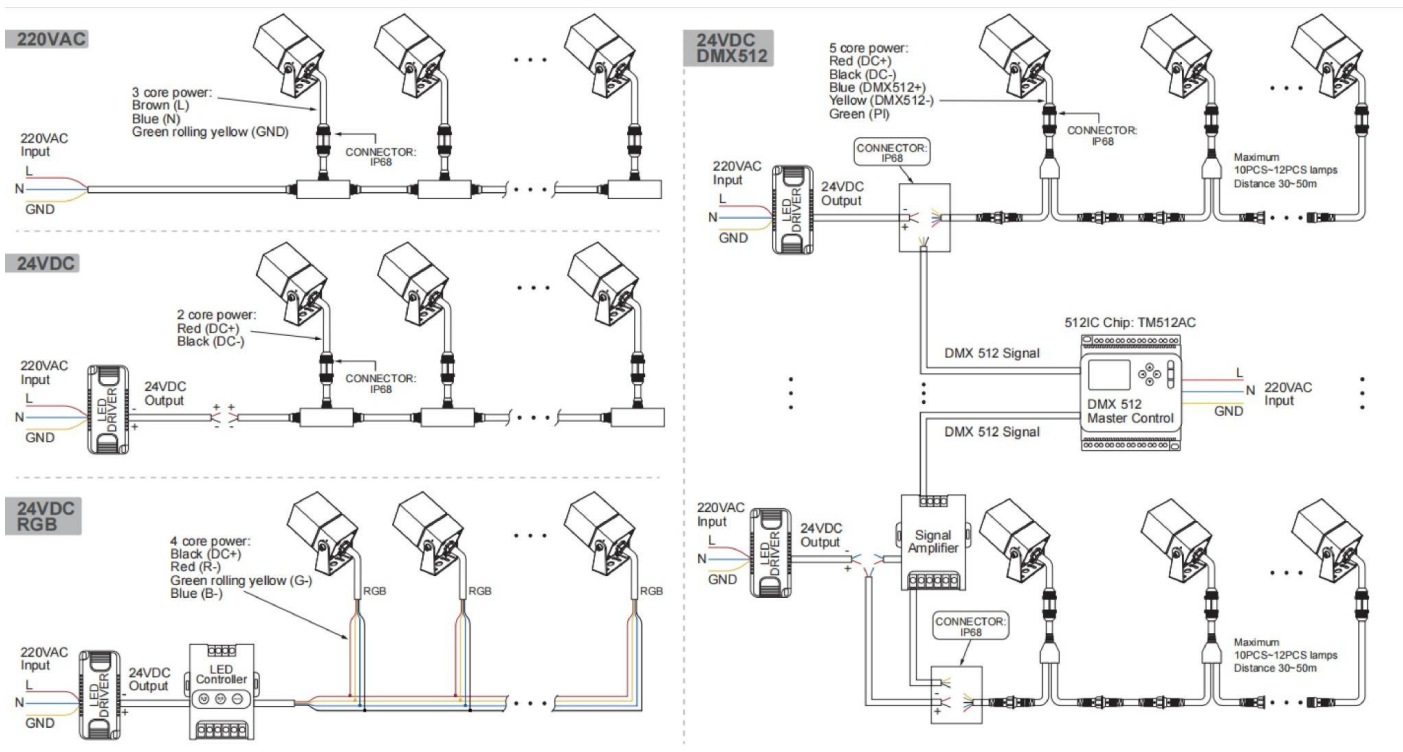 220VAC
3 core power:
Brown (L)
Blue (N)
Green rolling yellow (GND)
220VAC
Input
L
N
GND
CONNECTOR:
IP68
24VDC
2 core power:
Red (DC+)
Black (DC-)
220VAC
Input
L
N
GND
LED
DRIVER
24VDC
Output
-
+
+ +
- -
CONNECTOR:
IP68
24VDC
RGB
4 core power:
Black (DC+)
Red (R-)
Green rolling yellow (G-)
Blue (B-)
RGB
RGB
RGB
220VAC
Input
L
N
GND
LED
DRIVER
24VDC
Output
-
+
LED
Controller
24VDC
DMX512
5 core power:
Red (DC+)
Black (DC-)
Blue (DMX512+)
Yellow (DMX512-)
Green (PI)
CONNECTOR:
IP68
CONNECTOR:
IP68
220VAC
Input
L
N
GND
LED
DRIVER
24VDC
Output
-
+
Maximum
10PCS~12PCS lamps
Distance 30~50m
512IC Chip: TM512AC
DMX 512 Signal
DMX 512
Master Control
L
N
GND
220VAC
Input
DMX 512 Signal
220VAC
Input
L
N
GND
LED
DRIVER
24VDC
Output
-
+
Signal
Amplifier
CONNECTOR:
IP68
-
+
Maximum
10PCS~12PCS lamps
Distance 30~50m